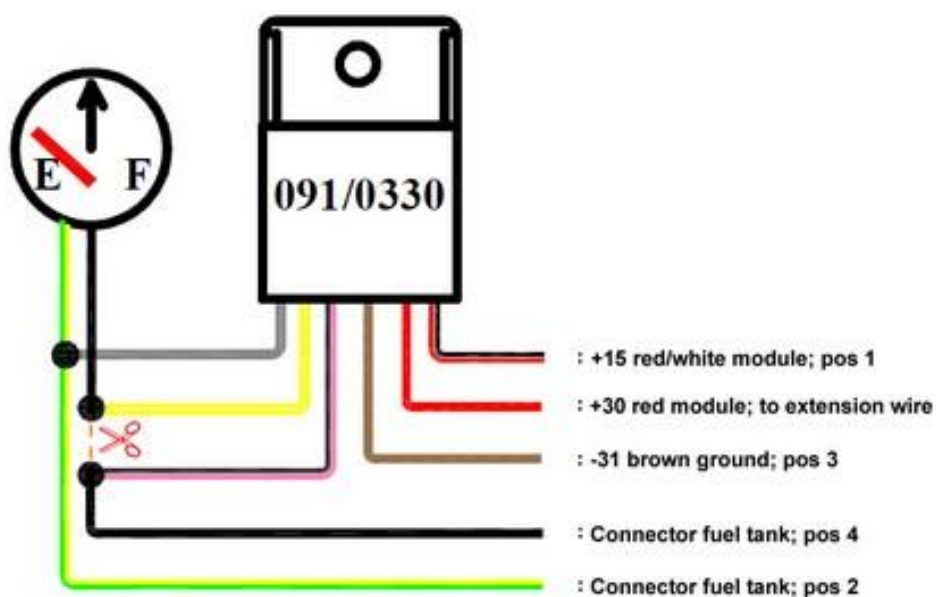 E F
091/0330
: +15 red/white module; pos 1
: +30 red module; to extension wire
: -31 brown ground; pos 3
: Connector fuel tank; pos 4
: Connector fuel tank; pos 2